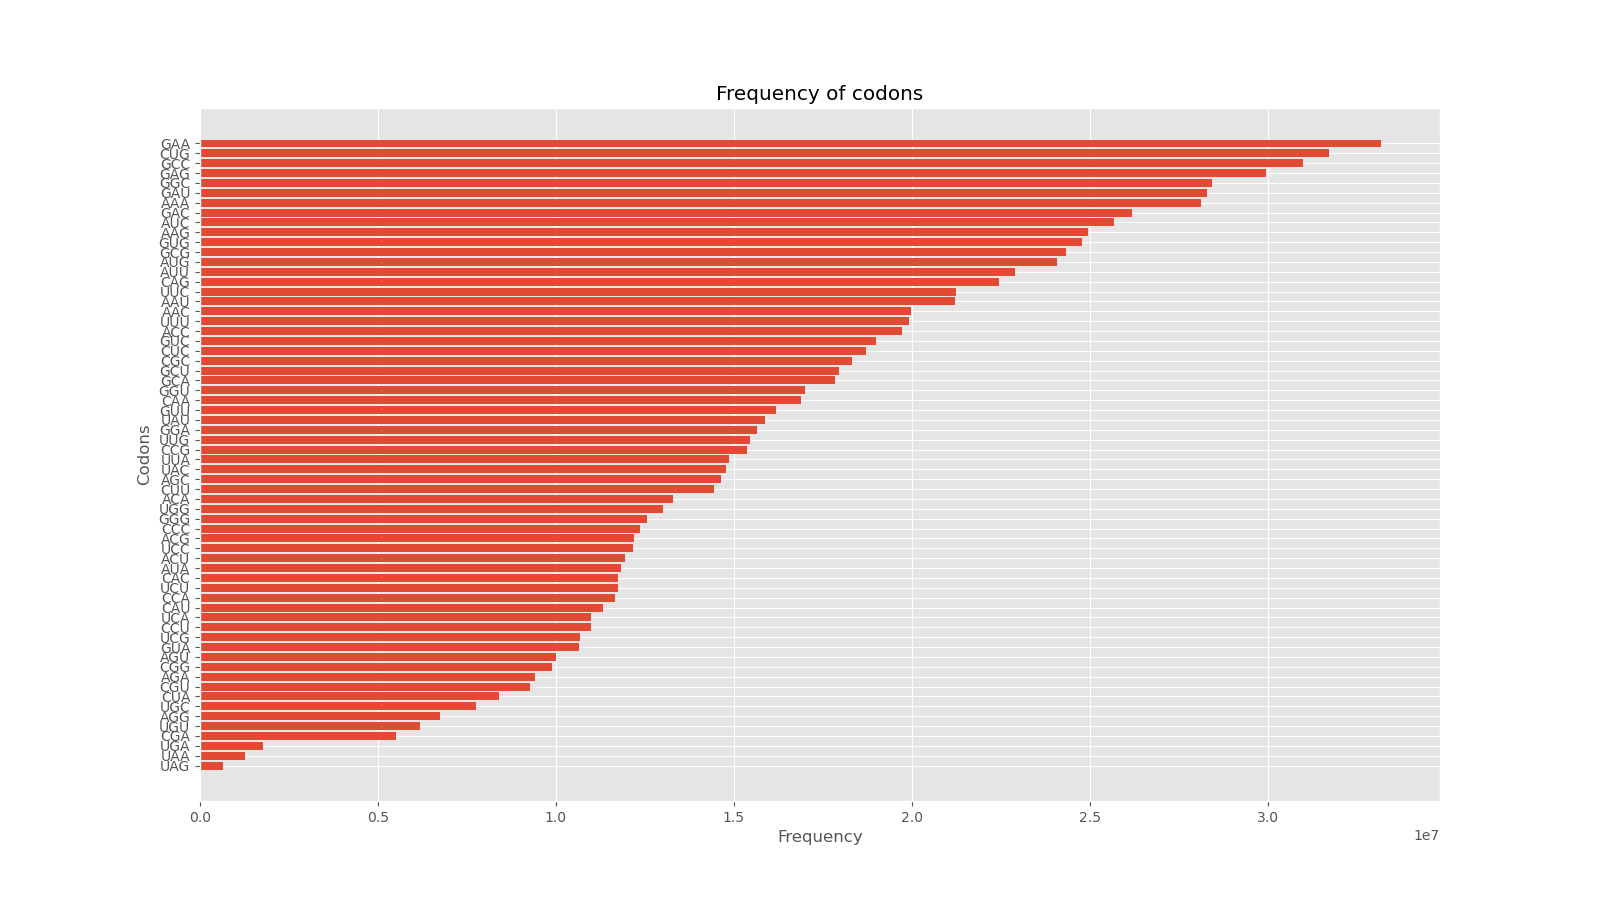 Frequency of codons
GAA
CUG
GCC
GAG
GGC
GAU
AAA
GAC
AUC
AAG
GUG
GCG
AUG
AUU
CAG
UUC
AAU
AAC
UUU
ACC
GUC
CUC
CGC
GCU
GCA
GGU
CAA
GUU
UAU
GGA
UUG
CCG
UUA
UAC
AGC
CUU
ACA
UGG
GGG
CCC
ACG
UCC
ACU
AUA
CAC
UCU
CCA
CAU
UCA
CCU
UCG
GUA
AGU
CGG
AGA
CGU
CUA
UGC
AGG
UGU
CGA
UGA
UAA
UAG
Codons
0.0 0.5 1.0 1.5 2.0 2.5 3.0
Frequency
1e7